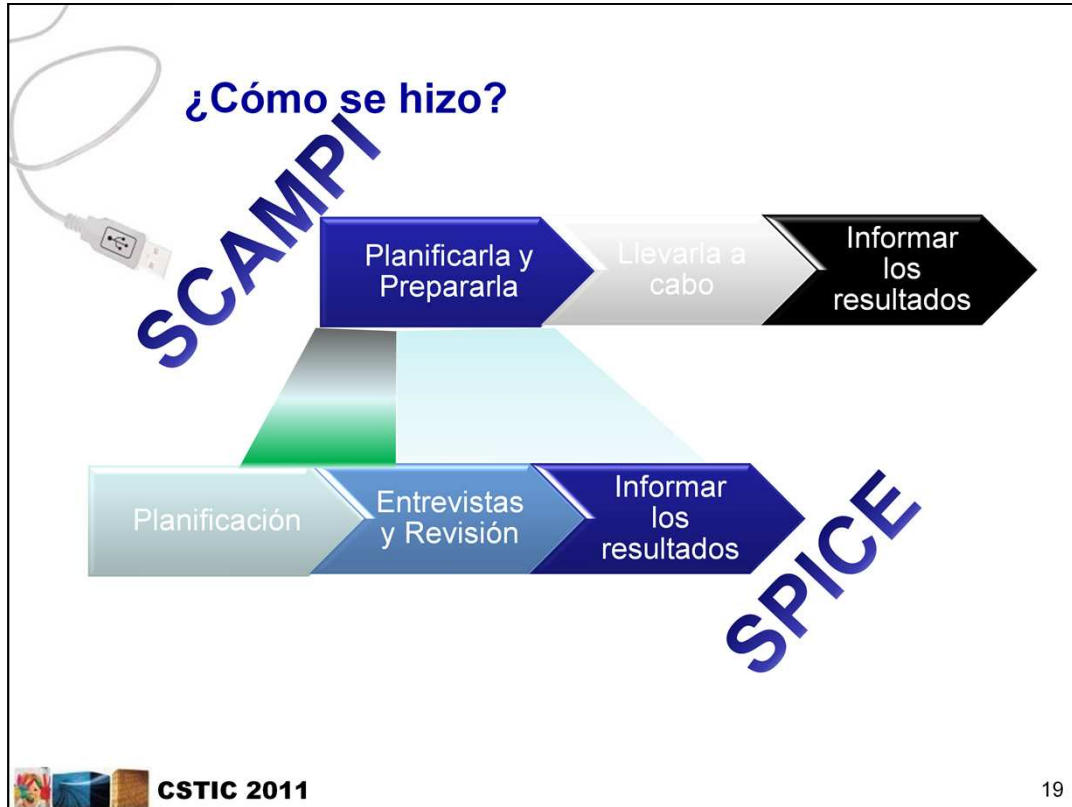 ¿Cómo se hizo?
SCAMPI
Planificarla y
Prepararla
Llevarla a
cabo
Informar
los
resultados
Planificación
Entrevistas
y Revisión
Informar
los
resultados
SPICE
CSTIC 2011
19